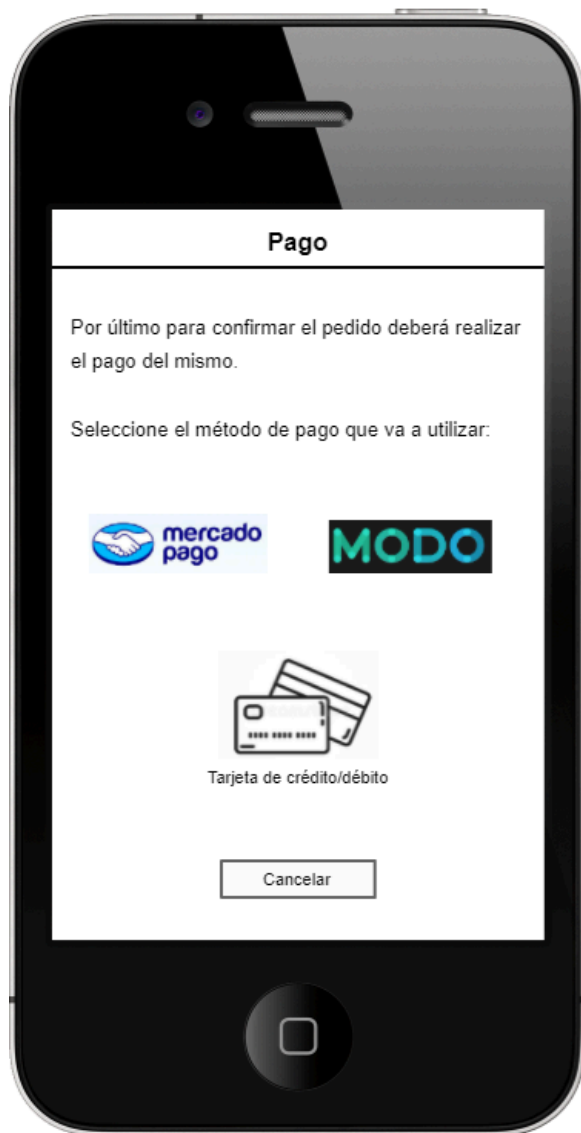 Pago
Por último para confirmar el pedido deberá realizar
el pago del mismo.
Seleccione el método de pago que va a utilizar:
mercado
pago
MODO
Tarjeta de crédito/débito
Cancelar